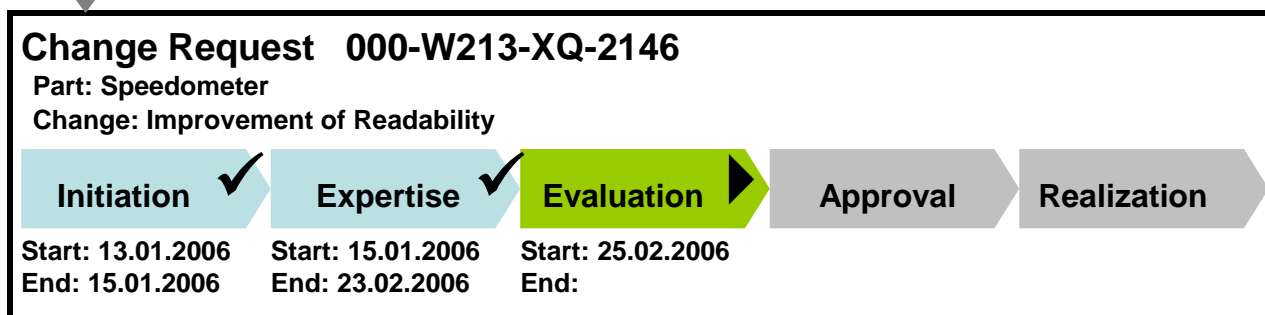 Change Request 000-W213-XQ-2146
Part: Speedometer
Change: Improvement of Readability
Initiation Expertise Evaluation Approval Realization
Start: 13.01.2006 Start: 15.01.2006 Start: 25.02.2006
End: 15.01.2006 End: 23.02.2006 End: